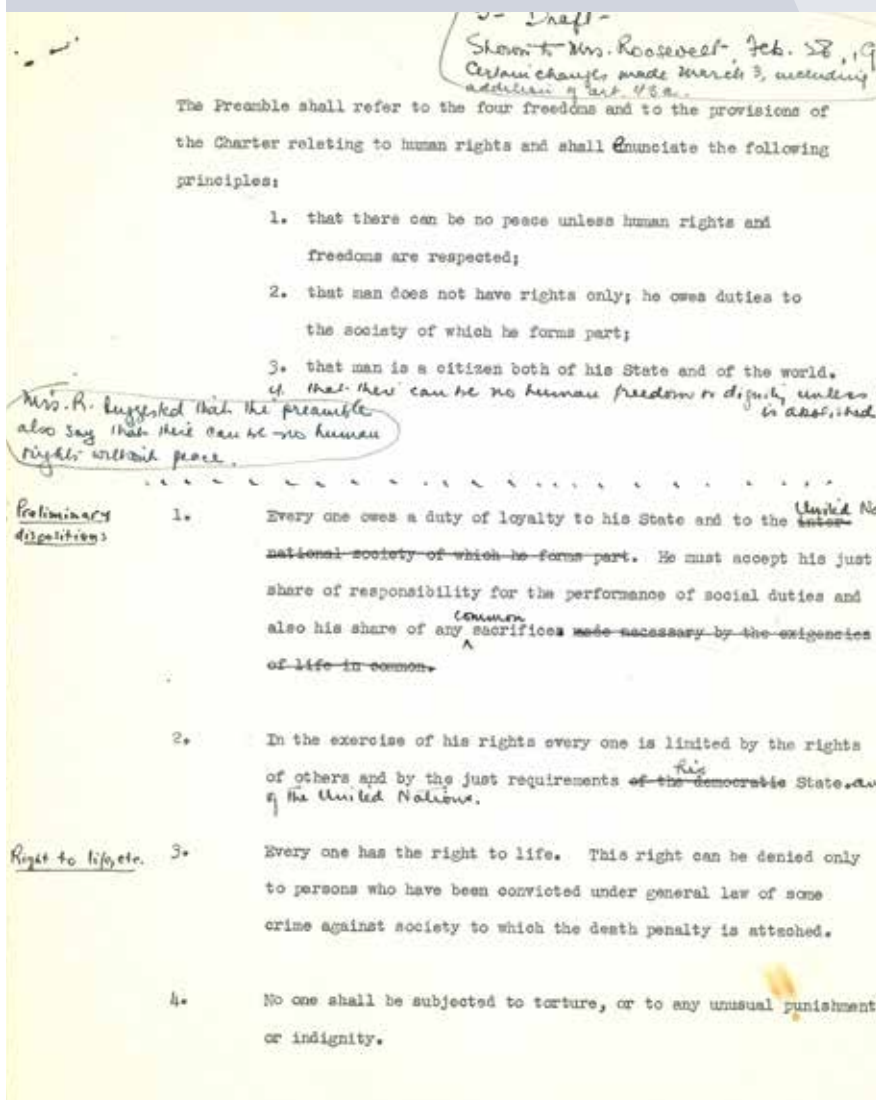 Draft -
Shown to Mrs. Roosevelt, Feb. 28, 19
Certain changes made March 3, including
addition of art. 43a.
The Preamble shall refer to the four freedoms and to the provisions of
the Charter relating to human rights and shall enunciate the following
principles:
1. that there can be no peace unless human rights and
freedoms are respected;
2. that man does not have rights only; he owes duties to
the society of which he forms part;
3. that man is a citizen both of his State and of the world.
4. that there can be no human freedom or dignity unless
is abolished
Mrs. R. suggested that the preamble
also say that there can be no human
rights without peace.
Preliminary
dispositions
United
1. Every one owes a duty of loyalty to his State and to the inter-
national society of which he forms part. He must accept his just
share of responsibility for the performance of social duties and
common
also his share of any sacrifices made necessary by the exigencies
of life in common.
2. In the exercise of his rights every one is limited by the rights
his
of others and by the just requirements of the democratic State.
of the United Nations.
Right to life, etc. 3. Every one has the right to life. This right can be denied only
to persons who have been convicted under general law of some
crime against society to which the death penalty is attached.
4. No one shall be subjected to torture, or to any unusual punishment
or indignity.